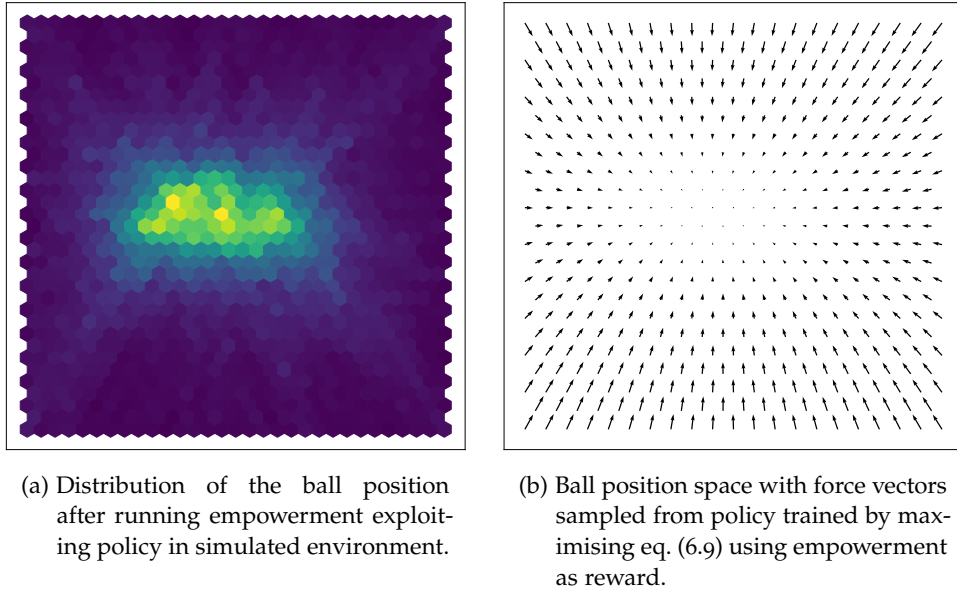 (a) Distribution of the ball position
after running empowerment exploit-
ing policy in simulated environment.
(b) Ball position space with force vectors
sampled from policy trained by max-
imising eq. (6.9) using empowerment
as reward.